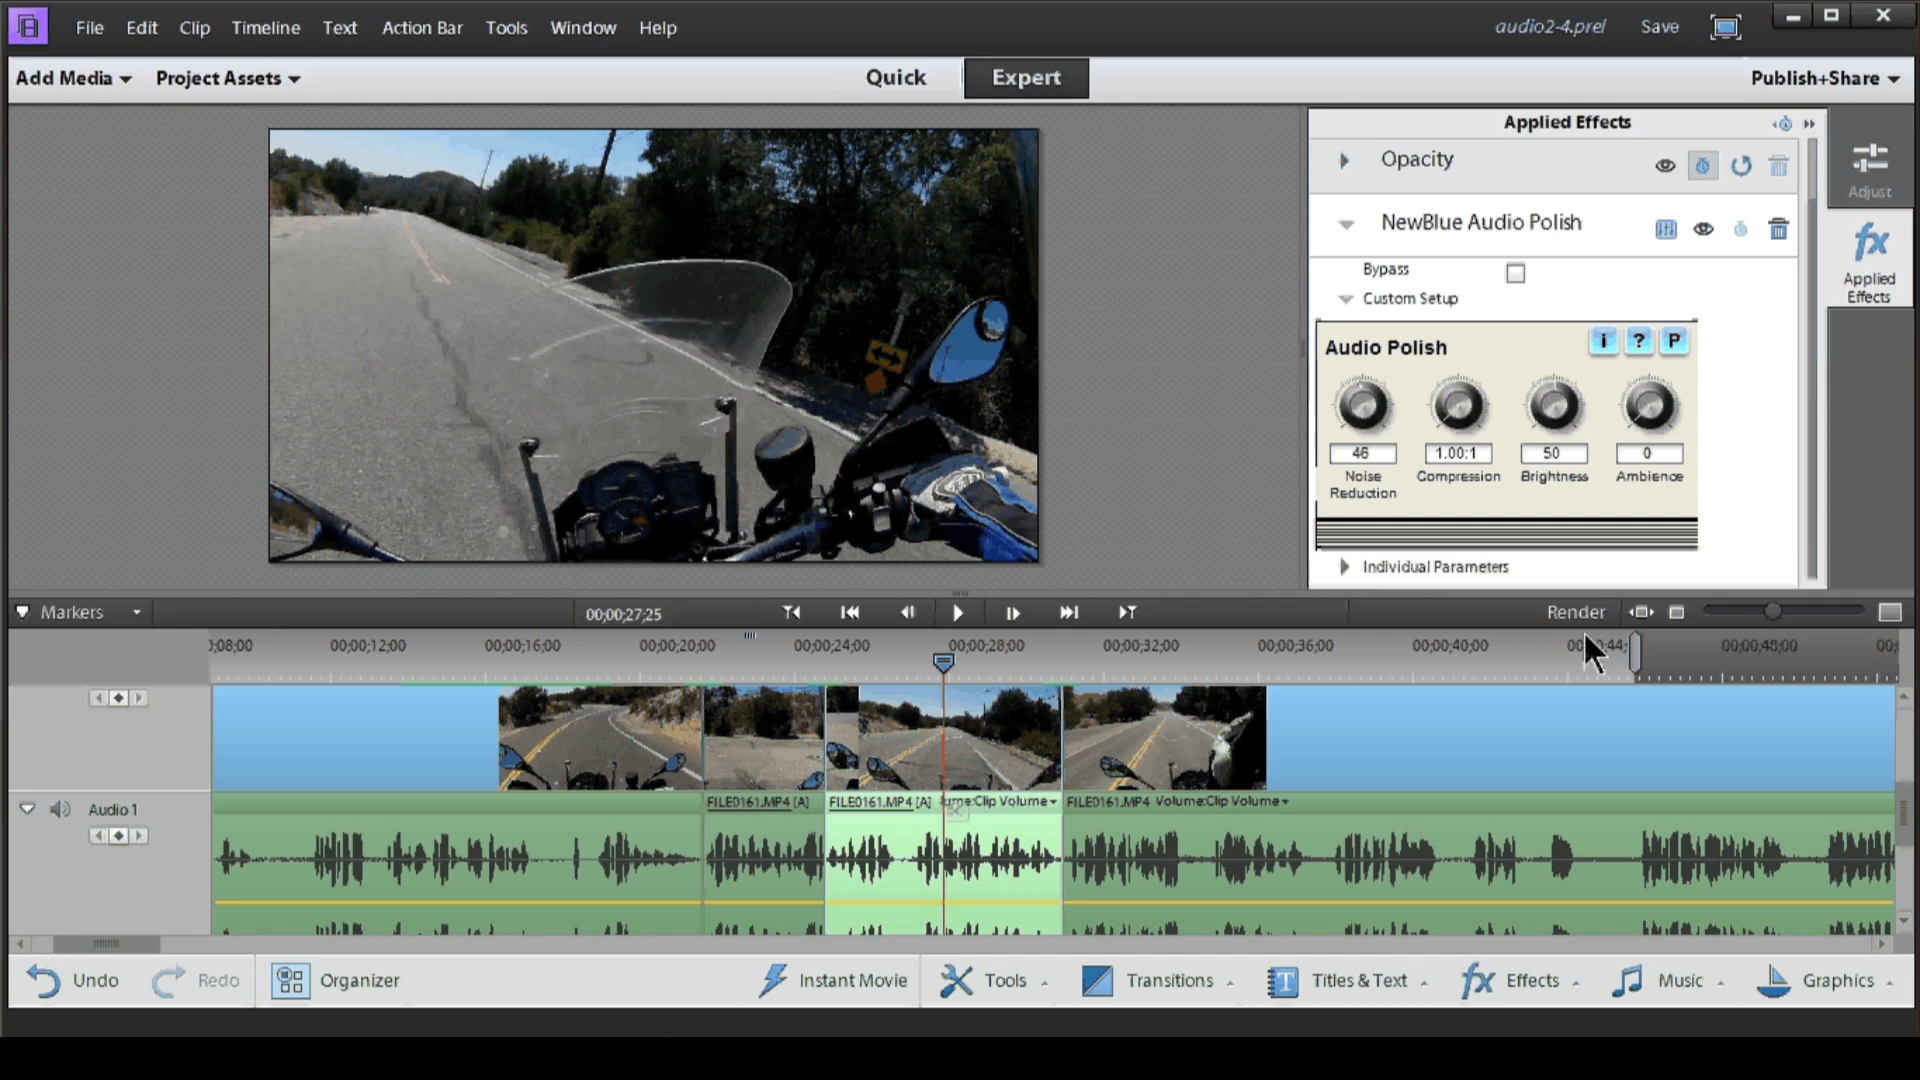 File Edit Clip Timeline Text Action Bar Tools Window Help
audio2-4.prel Save
Add Media Project Assets
Quick Expert
Publish+Share
Applied Effects
Opacity
Adjust
NewBlue Audio Polish
fx
Applied
Effects
Bypass
Custom Setup
Audio Polish
i ? P
46 1.00:1 50 0
Noise Reduction Compression Brightness Ambience
Individual Parameters
Markers
00;00;27;25
Render
;08;00 00;00;12;00 00;00;16;00 00;00;20;00 00;00;24;00 00;00;28;00 00;00;32;00 00;00;36;00 00;00;40;00 00;00;44; 00;00;48;00 00;
Audio 1
FILE0161.MP4 [A] FILE0161.MP4 [A] ume:Clip Volume FILE0161.MP4 Volume:Clip Volume
Undo Redo Organizer Instant Movie Tools Transitions T Titles & Text fx Effects Music Graphics